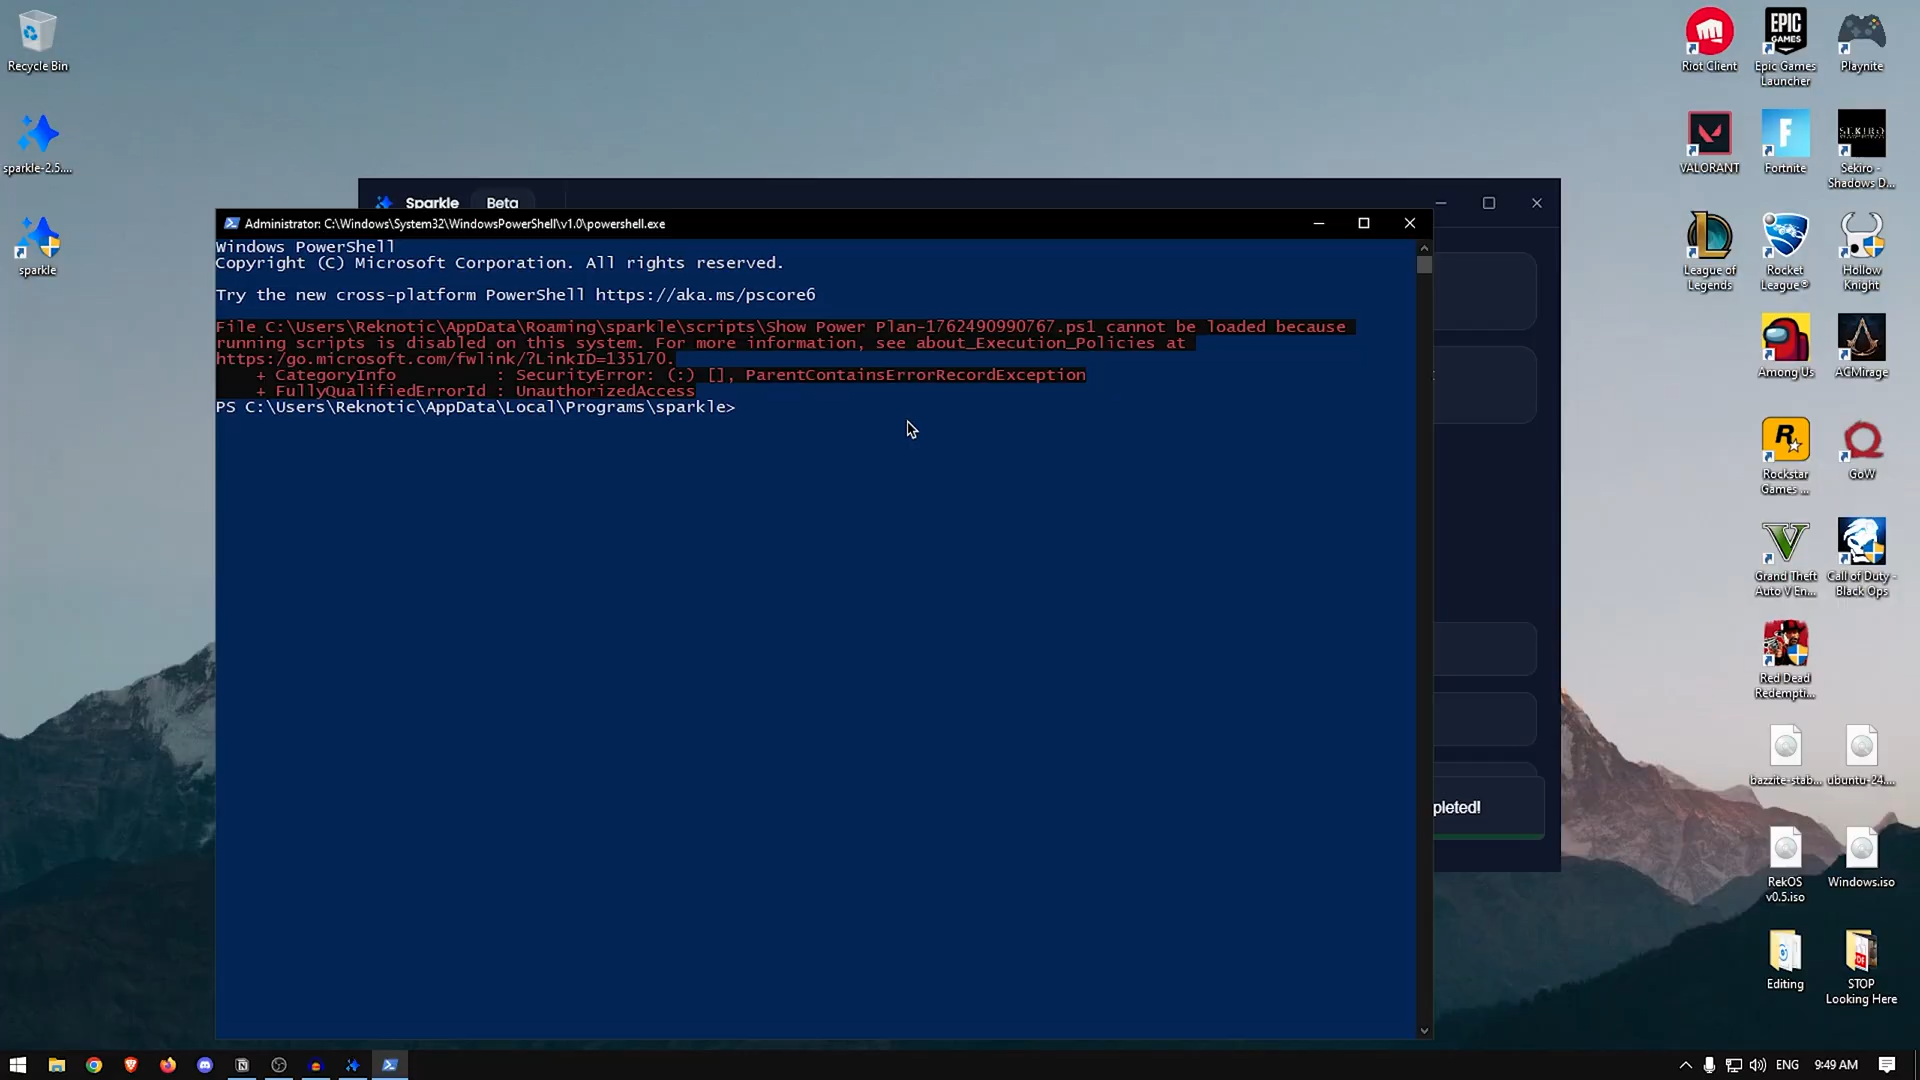 Recycle Bin
sparkle-2.5....
sparkle
Sparkle
Beta
Administrator: C:\Windows\System32\WindowsPowerShell\v1.0\powershell.exe
Windows PowerShell
Copyright (C) Microsoft Corporation. All rights reserved.
Try the new cross-platform PowerShell https://aka.ms/pscore6
File C:\Users\Reknotic\AppData\Roaming\sparkle\scripts\Show Power Plan-1762490990767.ps1 cannot be loaded because
running scripts is disabled on this system. For more information, see about_Execution_Policies at
https:/go.microsoft.com/fwlink/?LinkID=135170.
+ CategoryInfo : SecurityError: (:) [], ParentContainsErrorRecordException
+ FullyQualifiedErrorId : UnauthorizedAccess
PS C:\Users\Reknotic\AppData\Local\Programs\sparkle>
pleted!
Riot Client
EPIC
GAMES
Epic Games
Launcher
Playnite
VALORANT
Fortnite
SEKIRO
Sekiro -
Shadows D...
League of
Legends
Rocket
League®
Hollow
Knight
Among Us
ACMirage
Rockstar
Games ...
GoW
Grand Theft
Auto V En...
Call of Duty -
Black Ops
Red Dead
Redempti...
bazzite-stab...
ubuntu-24....
RekOS
v0.5.iso
Windows.iso
Editing
STOP
Looking Here
ENG
9:49 AM